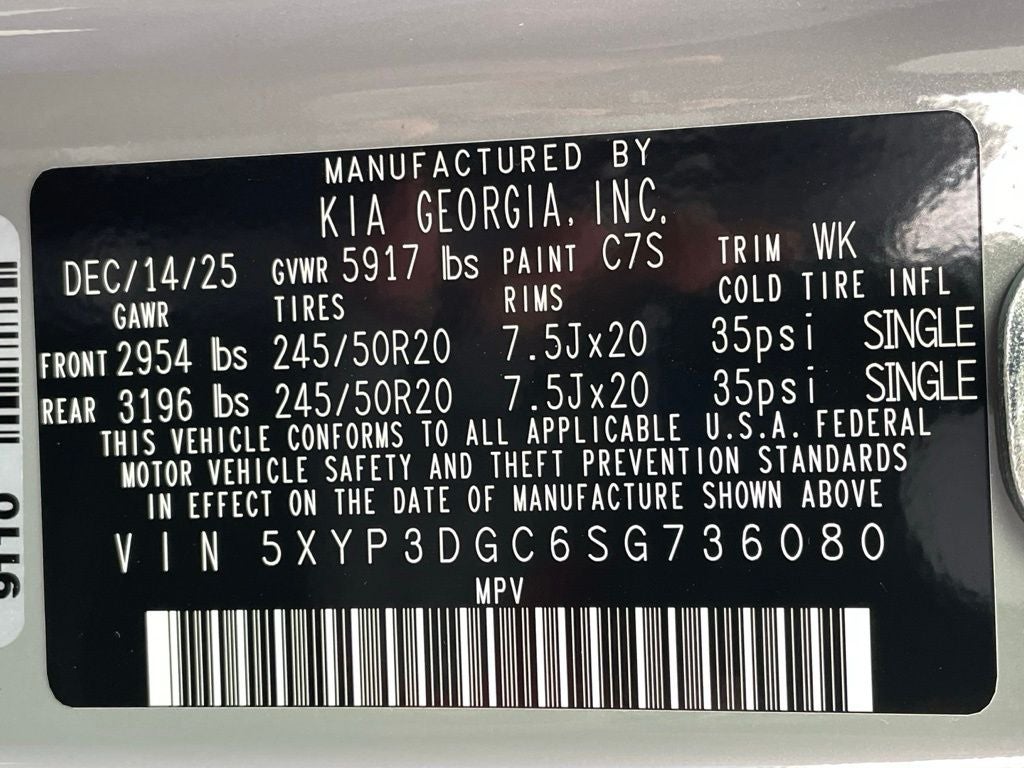 MANUFACTURED BY
KIA GEORGIA, INC.
DEC/14/25 GVWR 5917 lbs PAINT C7S TRIM WK
GAWR TIRES RIMS COLD TIRE INFL
FRONT 2954 lbs 245/50R20 7.5Jx20 35psi SINGLE
REAR 3196 lbs 245/50R20 7.5Jx20 35psi SINGLE
THIS VEHICLE CONFORMS TO ALL APPLICABLE U.S.A. FEDERAL
MOTOR VEHICLE SAFETY AND THEFT PREVENTION STANDARDS
IN EFFECT ON THE DATE OF MANUFACTURE SHOWN ABOVE
VIN 5XYP3DGC6SG736080
MPV